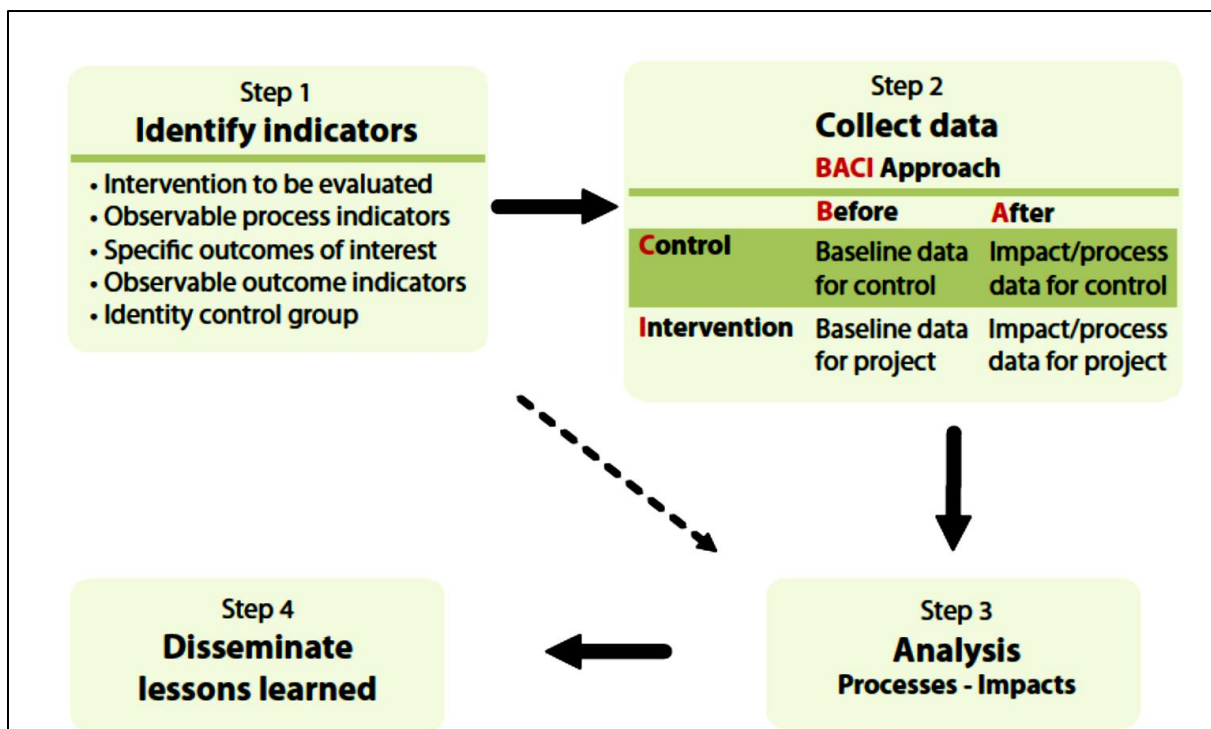 Step 1
Identify indicators
• Intervention to be evaluated
• Observable process indicators
• Specific outcomes of interest
• Observable outcome indicators
• Identity control group
Step 2
Collect data
BACI Approach
Before After
Control Baseline data Impact/process
for control data for control
Intervention Baseline data Impact/process
for project data for project
Step 3
Analysis
Processes - Impacts
Step 4
Disseminate
lessons learned